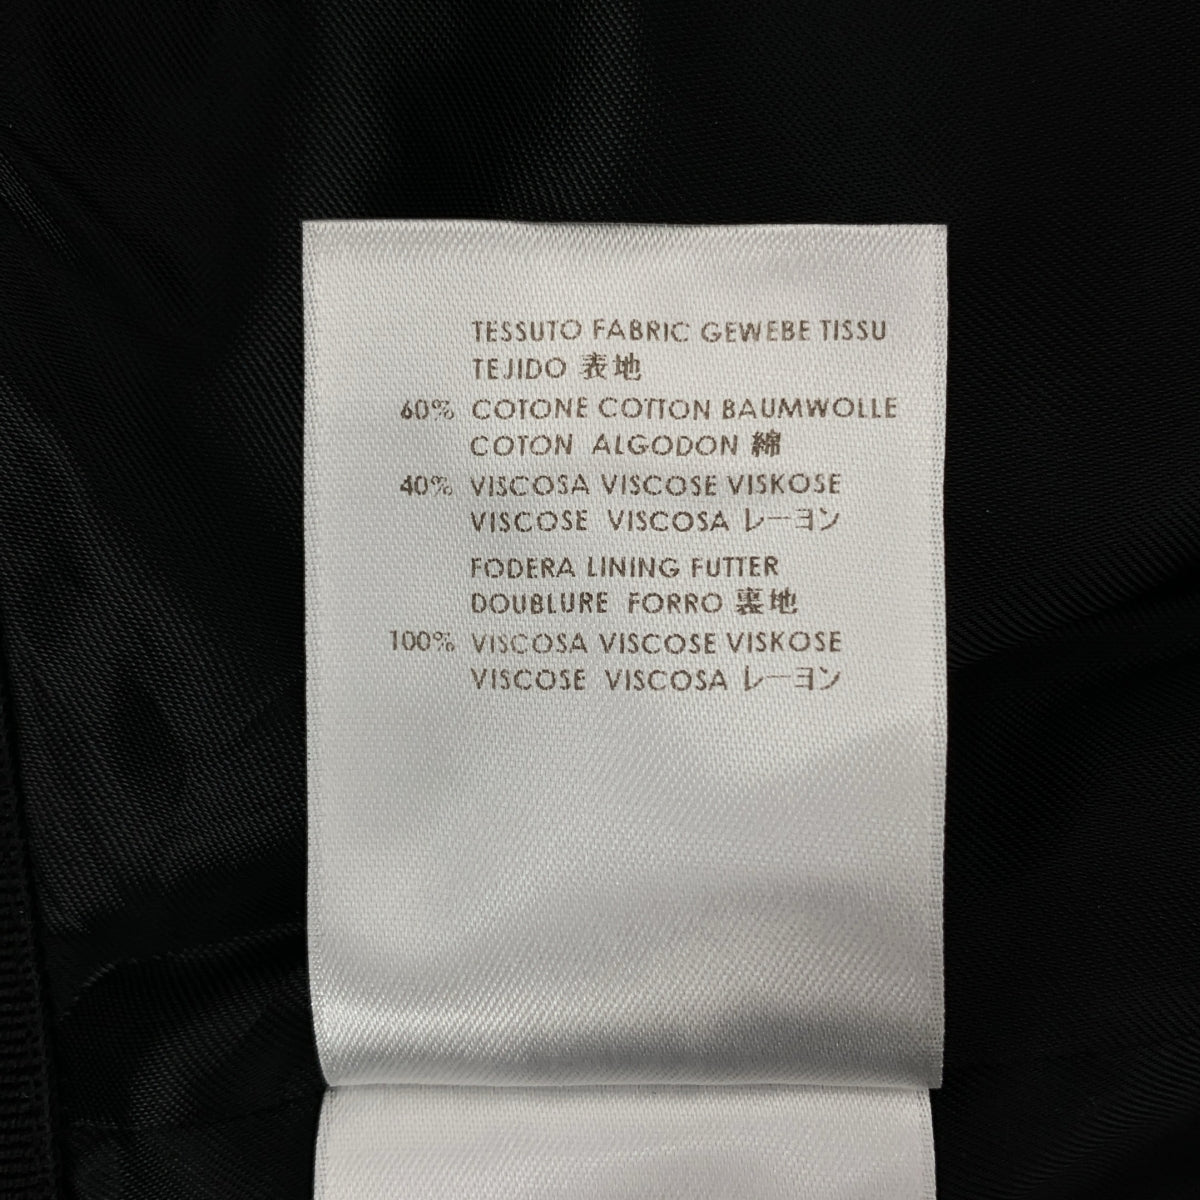 TESSUTO FABRIC GEWEBE TISSU
TEJIDO 表地
60% COTONE COTTON BAUMWOLLE
COTON ALGODON 綿
40% VISCOSA VISCOSE VISKOSE
VISCOSE VISCOSA レーヨン
FODERA LINING FUTTER
DOUBLURE FORRO 裏地
100% VISCOSA VISCOSE VISKOSE
VISCOSE VISCOSA レーヨン